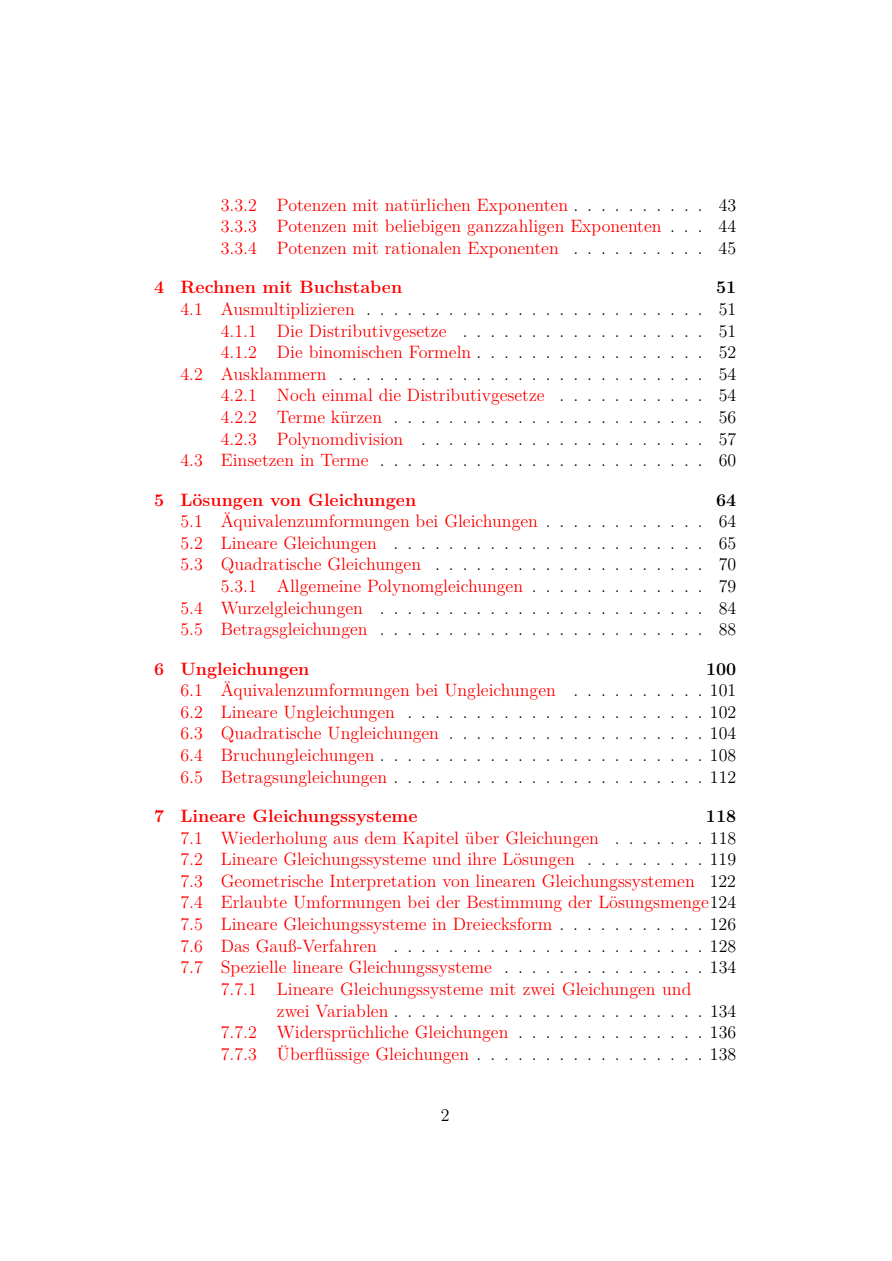 3.3.2 Potenzen mit natürlichen Exponenten . . . . . . . . . . 43
3.3.3 Potenzen mit beliebigen ganzzahligen Exponenten . . . 44
3.3.4 Potenzen mit rationalen Exponenten . . . . . . . . . . 45
4 Rechnen mit Buchstaben 51
4.1 Ausmultiplizieren . . . . . . . . . . . . . . . . . . . . . . . . . 51
4.1.1 Die Distributivgesetze . . . . . . . . . . . . . . . . . . 51
4.1.2 Die binomischen Formeln . . . . . . . . . . . . . . . . . 52
4.2 Ausklammern . . . . . . . . . . . . . . . . . . . . . . . . . . . 54
4.2.1 Noch einmal die Distributivgesetze . . . . . . . . . . . 54
4.2.2 Terme kürzen . . . . . . . . . . . . . . . . . . . . . . . 56
4.2.3 Polynomdivision . . . . . . . . . . . . . . . . . . . . . 57
4.3 Einsetzen in Terme . . . . . . . . . . . . . . . . . . . . . . . . 60
5 Lösungen von Gleichungen 64
5.1 Äquivalenzumformungen bei Gleichungen . . . . . . . . . . . . 64
5.2 Lineare Gleichungen . . . . . . . . . . . . . . . . . . . . . . . 65
5.3 Quadratische Gleichungen . . . . . . . . . . . . . . . . . . . . 70
5.3.1 Allgemeine Polynomgleichungen . . . . . . . . . . . . . 79
5.4 Wurzelgleichungen . . . . . . . . . . . . . . . . . . . . . . . . 84
5.5 Betragsgleichungen . . . . . . . . . . . . . . . . . . . . . . . . 88
6 Ungleichungen 100
6.1 Äquivalenzumformungen bei Ungleichungen . . . . . . . . . . 101
6.2 Lineare Ungleichungen . . . . . . . . . . . . . . . . . . . . . . 102
6.3 Quadratische Ungleichungen . . . . . . . . . . . . . . . . . . . 104
6.4 Bruchungleichungen . . . . . . . . . . . . . . . . . . . . . . . . 108
6.5 Betragsungleichungen . . . . . . . . . . . . . . . . . . . . . . . 112
7 Lineare Gleichungssysteme 118
7.1 Wiederholung aus dem Kapitel über Gleichungen . . . . . . . 118
7.2 Lineare Gleichungssysteme und ihre Lösungen . . . . . . . . . 119
7.3 Geometrische Interpretation von linearen Gleichungssystemen 122
7.4 Erlaubte Umformungen bei der Bestimmung der Lösungsmenge124
7.5 Lineare Gleichungssysteme in Dreiecksform . . . . . . . . . . . 126
7.6 Das Gauß-Verfahren . . . . . . . . . . . . . . . . . . . . . . . 128
7.7 Spezielle lineare Gleichungssysteme . . . . . . . . . . . . . . . 134
7.7.1 Lineare Gleichungssysteme mit zwei Gleichungen und
zwei Variablen . . . . . . . . . . . . . . . . . . . . . . . 134
7.7.2 Widersprüchliche Gleichungen . . . . . . . . . . . . . . 136
7.7.3 Überflüssige Gleichungen . . . . . . . . . . . . . . . . . 138
2